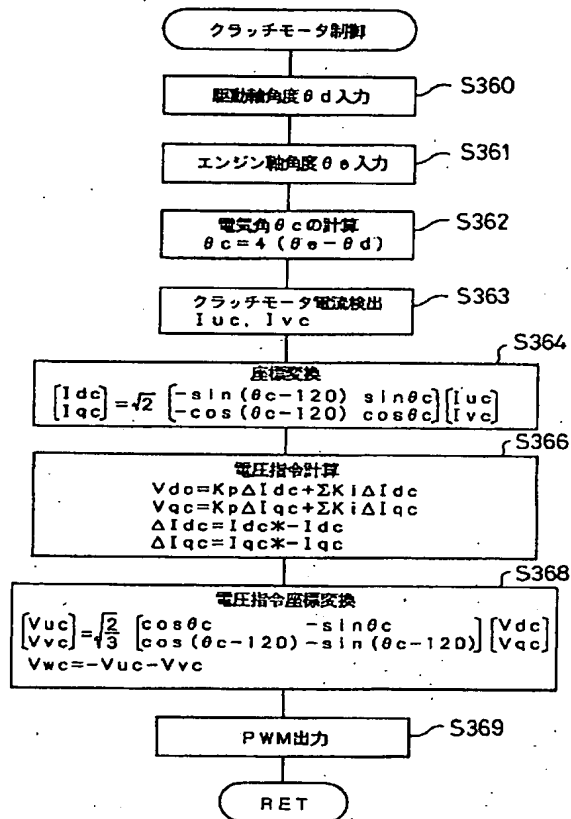 クラッチモータ制御
駆動軸角度θd入力
S360
エンジン軸角度θe入力
S361
電気角θcの計算
θc=4(θe-θd)
S362
クラッチモータ電流検出
Iuc, Ivc
S363
S364
座標変換
[Idc]=√2 [-sin(θc-120) sinθc][Iuc]
[Iqc] [-cos(θc-120) cosθc][Ivc]
S366
電圧指令計算
Vdc=KpΔIdc+ΣKiΔIdc
Vqc=KpΔIqc+ΣKiΔIqc
ΔIdc=Idc*-Idc
ΔIqc=Iqc*-Iqc
S368
電圧指令座標変換
[Vuc]=√2/3 [cosθc -sinθc][Vdc]
[Vvc] [cos(θc-120)-sin(θc-120)][Vqc]
Vwc=-Vuc-Vvc
PWM出力
S369
RET